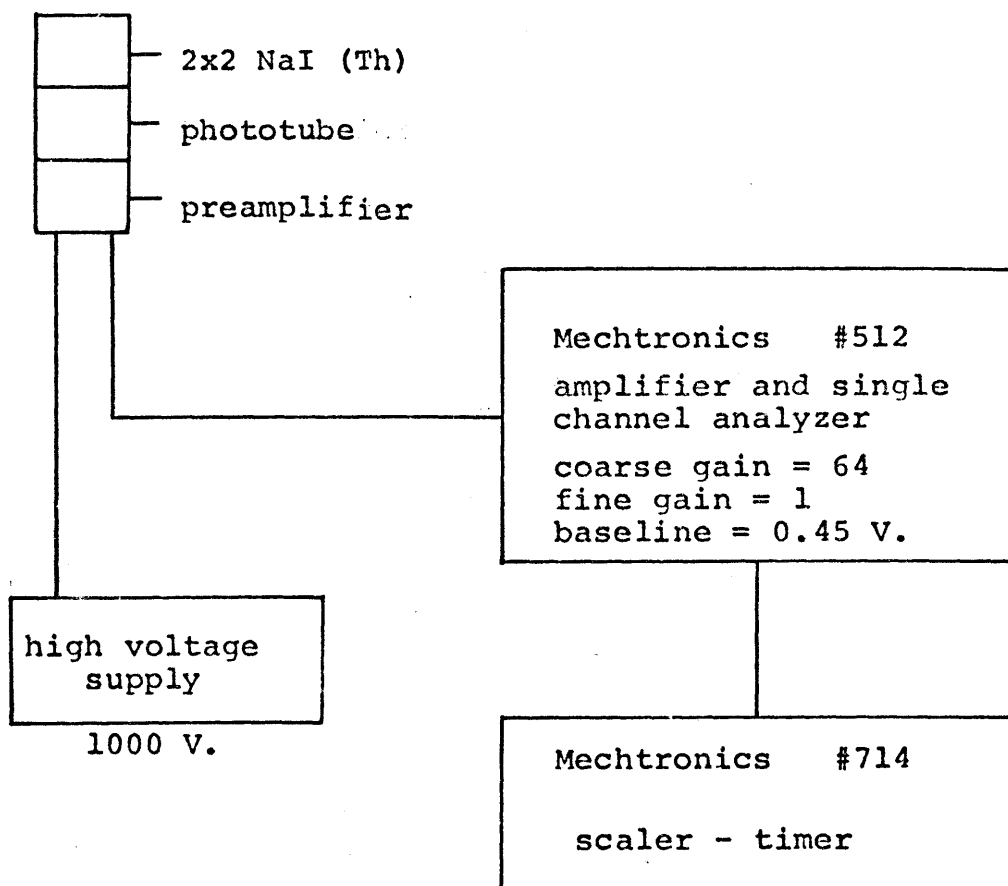 2x2 NaI (Th)
phototube
preamplifier
Mechtronics #512
amplifier and single
channel analyzer
coarse gain = 64
fine gain = 1
baseline = 0.45 V.
high voltage
supply
1000 V.
Mechtronics #714
scaler - timer